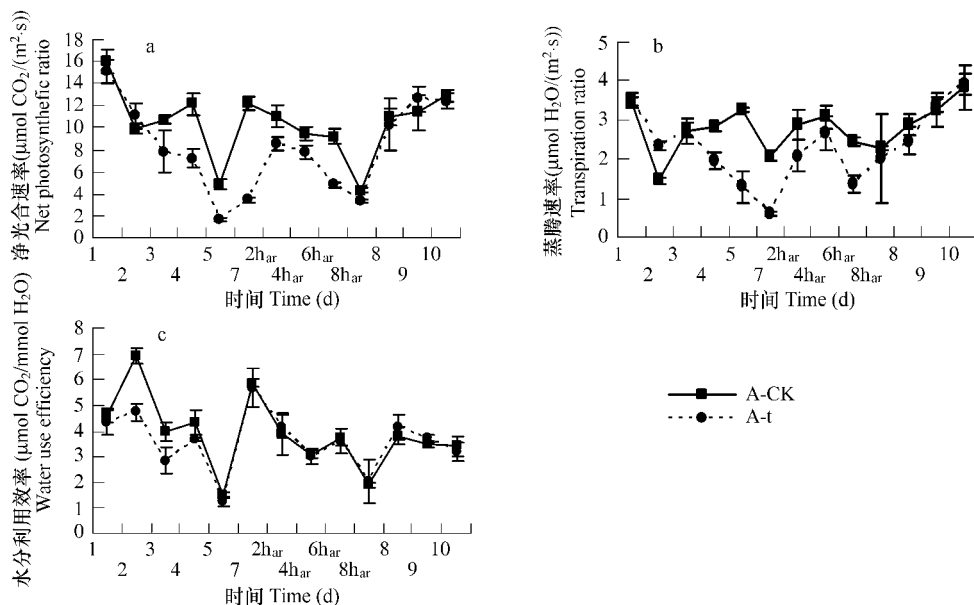 净光合速率(μmol CO₂/(m²·s))
Net photosynthefic ratio
a
18
16
14
12
10
8
6
4
2
0
1 3 5 2h_ar 6h_ar 8 10
2 4 7 4h_ar 8h_ar 9
时间 Time (d)
蒸腾速率(μmol H₂O/(m²·s))
Transpiration ratio
b
5
4
3
2
1
0
1 3 5 2h_ar 6h_ar 8 10
2 4 7 4h_ar 8h_ar 9
时间 Time (d)
水分利用效率 (μmol CO₂/mmol H₂O)
Water use efficiency
c
8
7
6
5
4
3
2
1
0
1 3 5 2h_ar 6h_ar 8 10
2 4 7 4h_ar 8h_ar 9
时间 Time (d)
A-CK
A-t